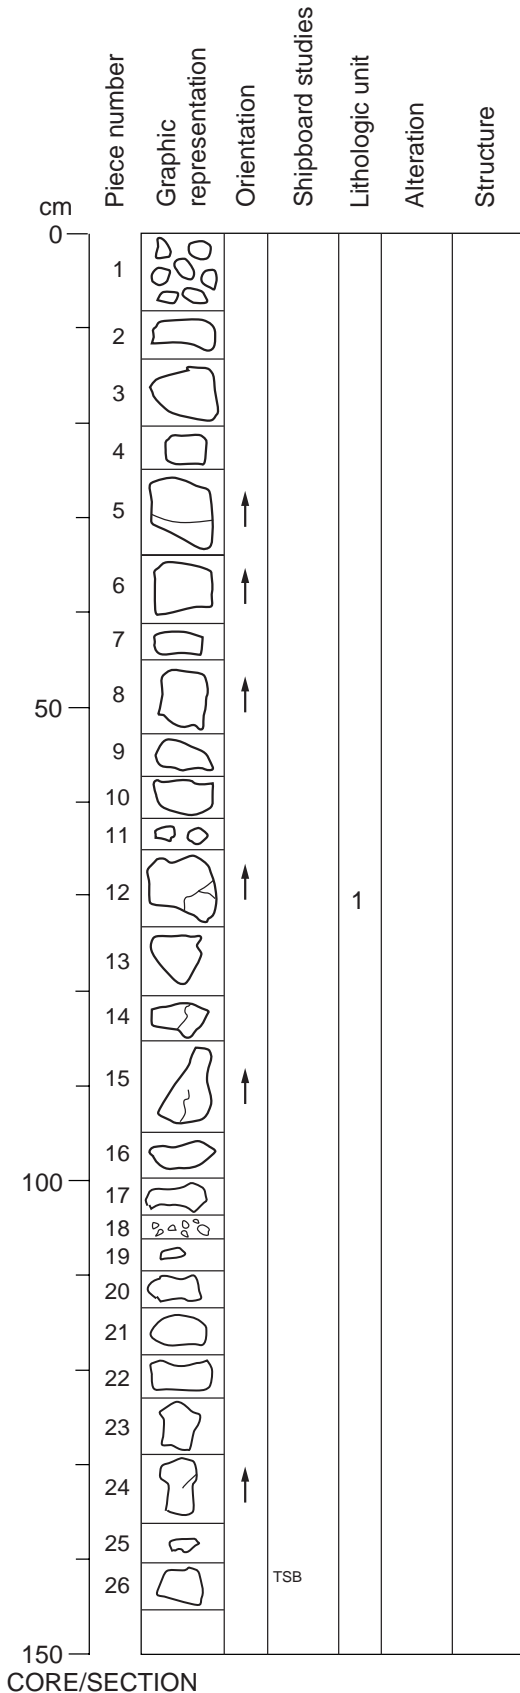 cm
Piece number
Graphic
representation
Orientation
Shipboard studies
Lithologic unit
Alteration
Structure
0
1
2
3
4
5
6
7
8
50
9
10
11
12
1
13
14
15
16
100
17
18
19
20
21
22
23
24
25
26
TSB
150
CORE/SECTION